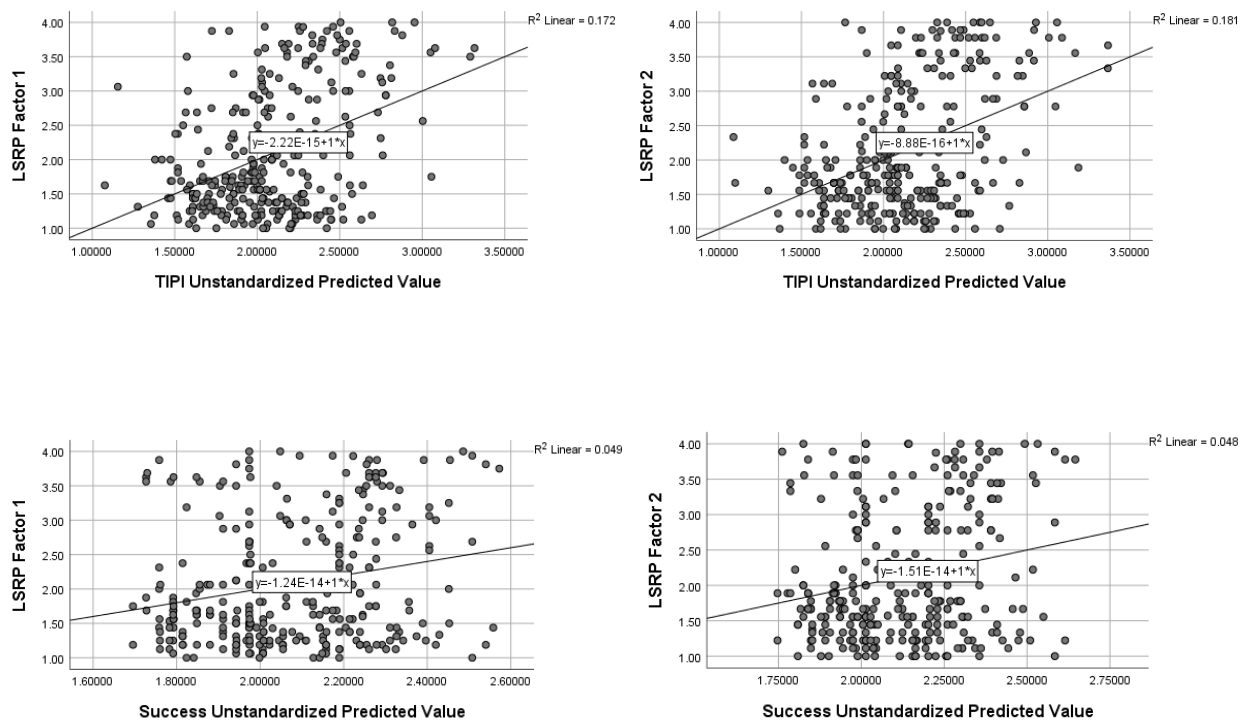 R² Linear = 0.172
4.00
3.50
3.00
2.50
2.00
1.50
1.00
LSRP Factor 1
y=-2.22E-15+1*x
1.00000 1.50000 2.00000 2.50000 3.00000 3.50000
TIPI Unstandardized Predicted Value
R² Linear = 0.181
4.00
3.50
3.00
2.50
2.00
1.50
1.00
LSRP Factor 2
y=-8.88E-16+1*x
1.00000 1.50000 2.00000 2.50000 3.00000 3.50000
TIPI Unstandardized Predicted Value
R² Linear = 0.049
4.00
3.50
3.00
2.50
2.00
1.50
1.00
LSRP Factor 1
y=-1.24E-14+1*x
1.60000 1.80000 2.00000 2.20000 2.40000 2.60000
Success Unstandardized Predicted Value
R² Linear = 0.048
4.00
3.50
3.00
2.50
2.00
1.50
1.00
LSRP Factor 2
y=-1.51E-14+1*x
1.75000 2.00000 2.25000 2.50000 2.75000
Success Unstandardized Predicted Value